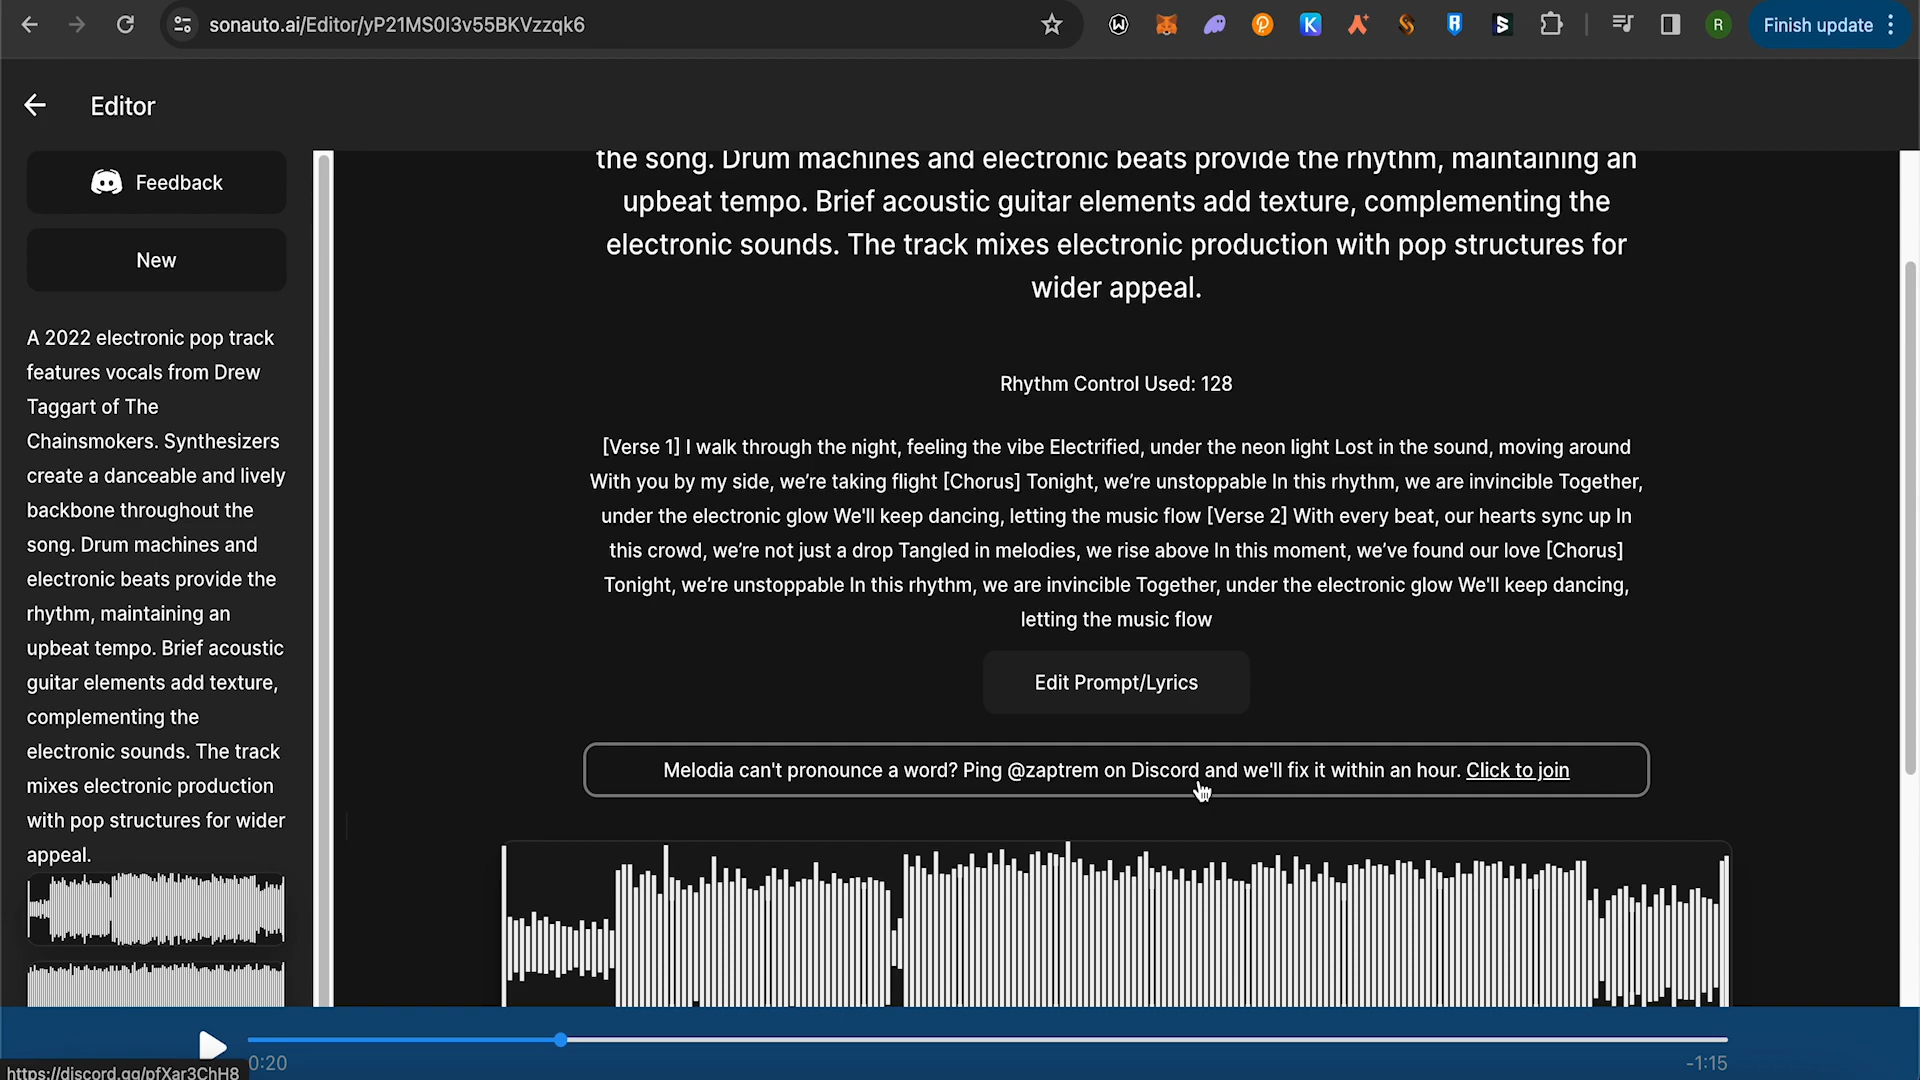 sonauto.ai/Editor/yP21MS0I3v55BKVzzqk6
R
Finish update
Editor
Feedback
New
A 2022 electronic pop track
features vocals from Drew
Taggart of The
Chainsmokers. Synthesizers
create a danceable and lively
backbone throughout the
song. Drum machines and
electronic beats provide the
rhythm, maintaining an
upbeat tempo. Brief acoustic
guitar elements add texture,
complementing the
electronic sounds. The track
mixes electronic production
with pop structures for wider
appeal.
the song. Drum machines and electronic beats provide the rhythm, maintaining an
upbeat tempo. Brief acoustic guitar elements add texture, complementing the
electronic sounds. The track mixes electronic production with pop structures for
wider appeal.
Rhythm Control Used: 128
[Verse 1] I walk through the night, feeling the vibe Electrified, under the neon light Lost in the sound, moving around
With you by my side, we’re taking flight [Chorus] Tonight, we’re unstoppable In this rhythm, we are invincible Together,
under the electronic glow We'll keep dancing, letting the music flow [Verse 2] With every beat, our hearts sync up In
this crowd, we’re not just a drop Tangled in melodies, we rise above In this moment, we’ve found our love [Chorus]
Tonight, we’re unstoppable In this rhythm, we are invincible Together, under the electronic glow We'll keep dancing,
letting the music flow
Edit Prompt/Lyrics
Melodia can't pronounce a word? Ping @zaptrem on Discord and we'll fix it within an hour. Click to join
0:20
-1:15
https://discord.gg/pfXar3ChH8